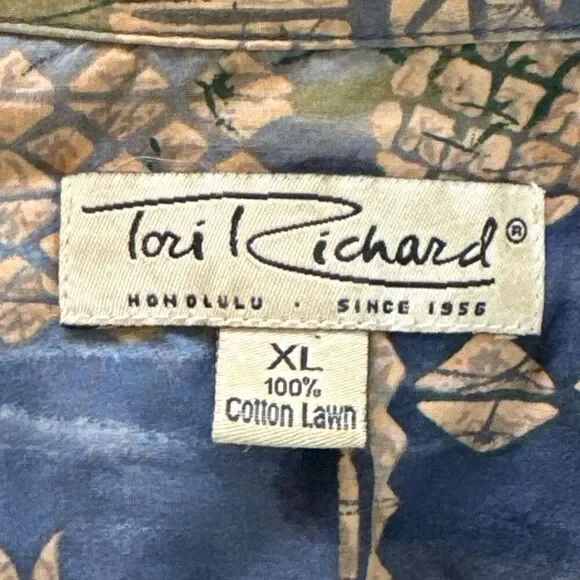 Tori Richard®
HONOLULU · SINCE 1956
XL
100%
Cotton Lawn